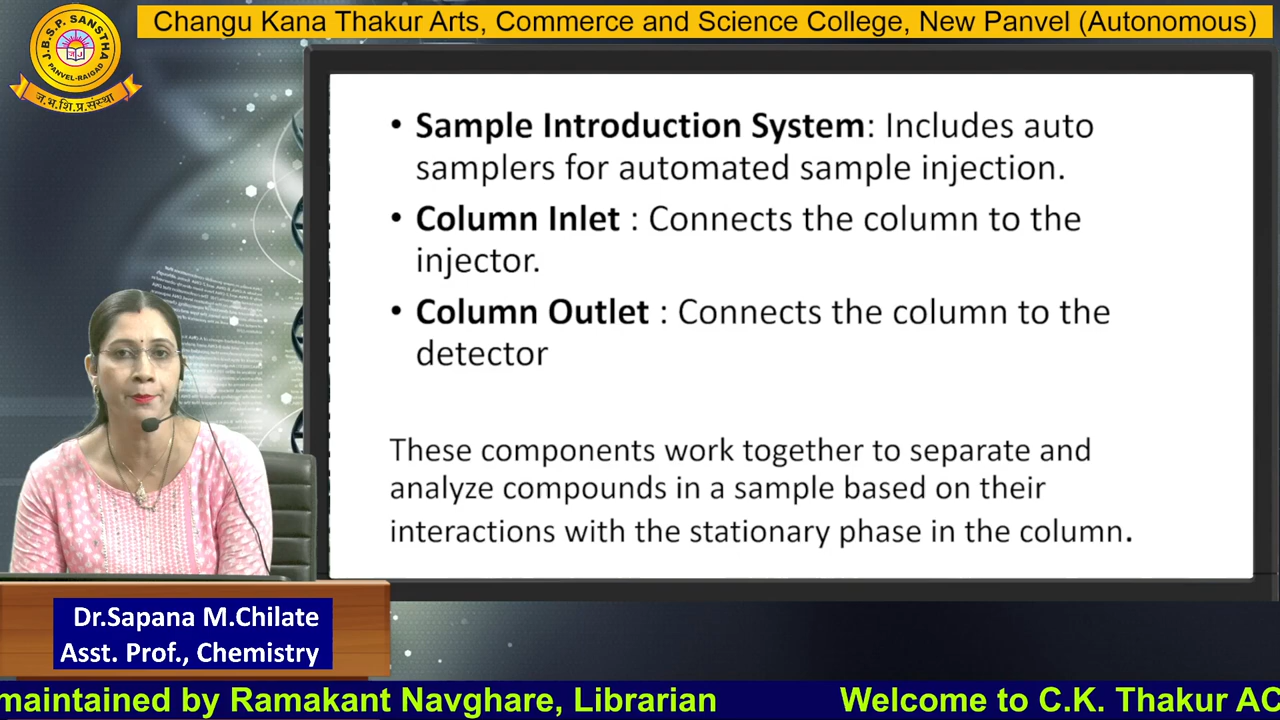 Changu Kana Thakur Arts, Commerce and Science College, New Panvel (Autonomous)
J.B.S.P. SANSTHA
PANVEL-RAIGAD
ज.भ.शि.प्र.संस्था
• Sample Introduction System: Includes auto
samplers for automated sample injection.
• Column Inlet : Connects the column to the
injector.
• Column Outlet : Connects the column to the
detector
These components work together to separate and
analyze compounds in a sample based on their
interactions with the stationary phase in the column.
Dr.Sapana M.Chilate
Asst. Prof., Chemistry
maintained by Ramakant Navghare, Librarian Welcome to C.K. Thakur AC